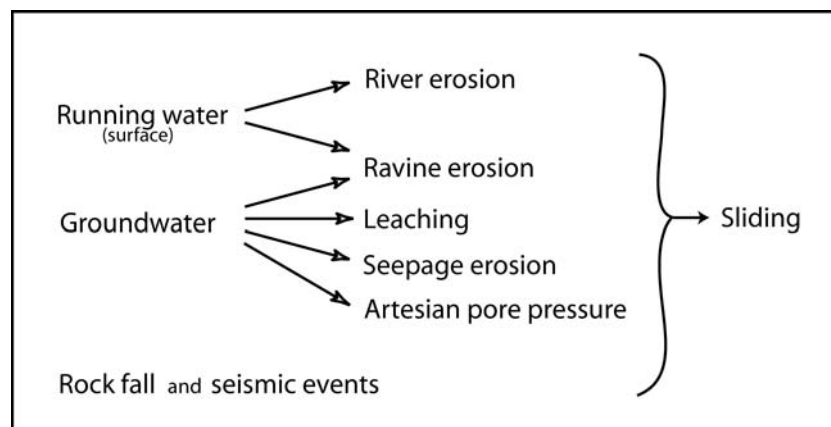 River erosion
Running water
(surface)
Ravine erosion
Groundwater
Leaching
Sliding
Seepage erosion
Artesian pore pressure
Rock fall and seismic events